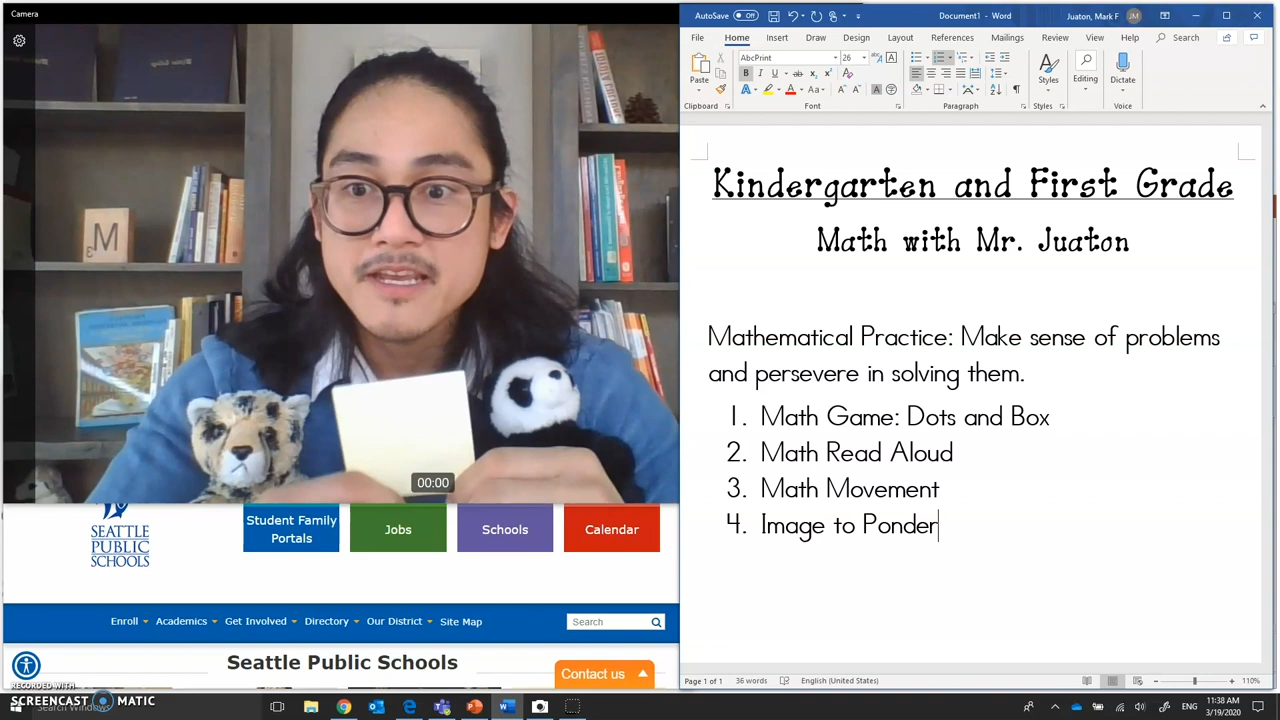 Camera
M
00:00
SEATTLE
PUBLIC
SCHOOLS
Student Family
Portals
Jobs
Schools
Calendar
Enroll
Academics
Get Involved
Directory
Our District
Site Map
Search
Seattle Public Schools
Contact us
RECORDED WITH
SCREENCAST MATIC
Search Windows
AutoSave Off
Document1 - Word
Juaton, Mark F
JM
File Home Insert Draw Design Layout References Mailings Review View Help Search
AbcPrint 26
Paste
Styles
Editing
Dictate
Clipboard Font Paragraph Styles Voice
Kindergarten and First Grade
Math with Mr. Juaton
Mathematical Practice: Make sense of problems
and persevere in solving them.
1. Math Game: Dots and Box
2. Math Read Aloud
3. Math Movement
4. Image to Ponder
Page 1 of 1 36 words English (United States) 110%
ENG
11:38 AM
3/19/2020